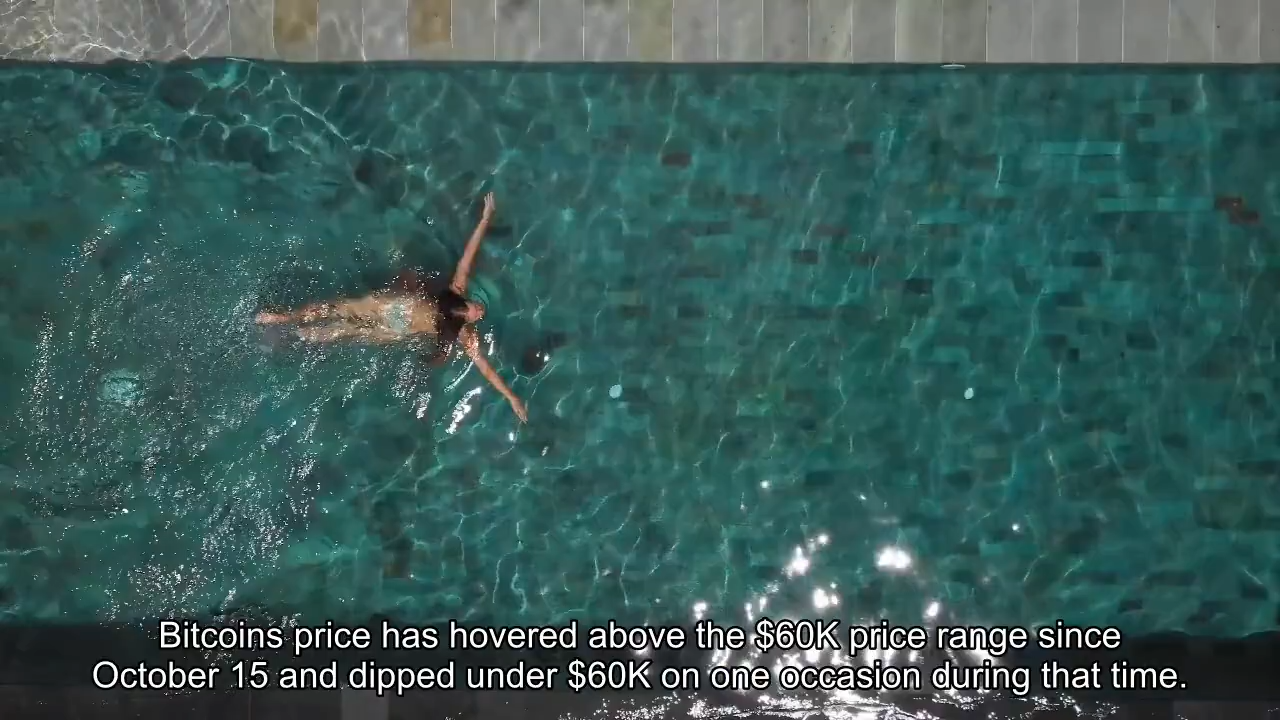 Bitcoins price has hovered above the $60K price range since
October 15 and dipped under $60K on one occasion during that time.